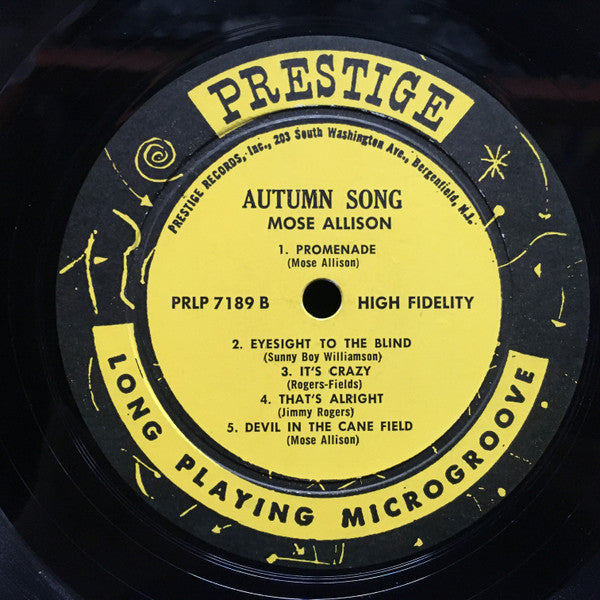 PRESTIGE
PRESTIGE RECORDS, Inc., 203 South Washington Ave., Bergenfield, N.J.
AUTUMN SONG
MOSE ALLISON
1. PROMENADE
(Mose Allison)
PRLP 7189 B HIGH FIDELITY
2. EYESIGHT TO THE BLIND
(Sunny Boy Williamson)
3. IT'S CRAZY
(Rogers-Fields)
4. THAT'S ALRIGHT
(Jimmy Rogers)
5. DEVIL IN THE CANE FIELD
(Mose Allison)
LONG PLAYING MICROGROOVE